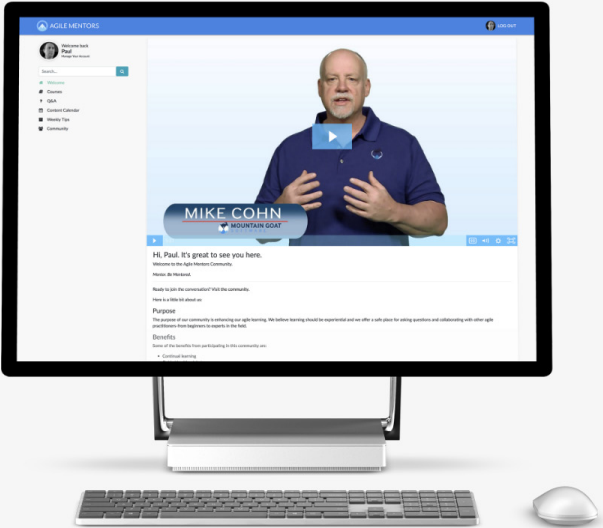 AGILE MENTORS
LOG OUT
Welcome back
Paul
Manage Your Account
Search...
Welcome
Courses
Q&A
Content Calendar
Weekly Tips
Community
MIKE COHN
MOUNTAIN GOAT
Hi, Paul. It's great to see you here.
Welcome to the Agile Mentors Community.
Mentor. Be Mentored.
Ready to join the conversation? Visit the community.
Here is a little bit about us:
Purpose
The purpose of our community is enhancing our agile learning. We believe learning should be experiential and we offer a safe place for asking questions and collaborating with other agile
practitioners-from beginners to experts in the field.
Benefits
Some of the benefits from participating in this community are:
• Continual learning